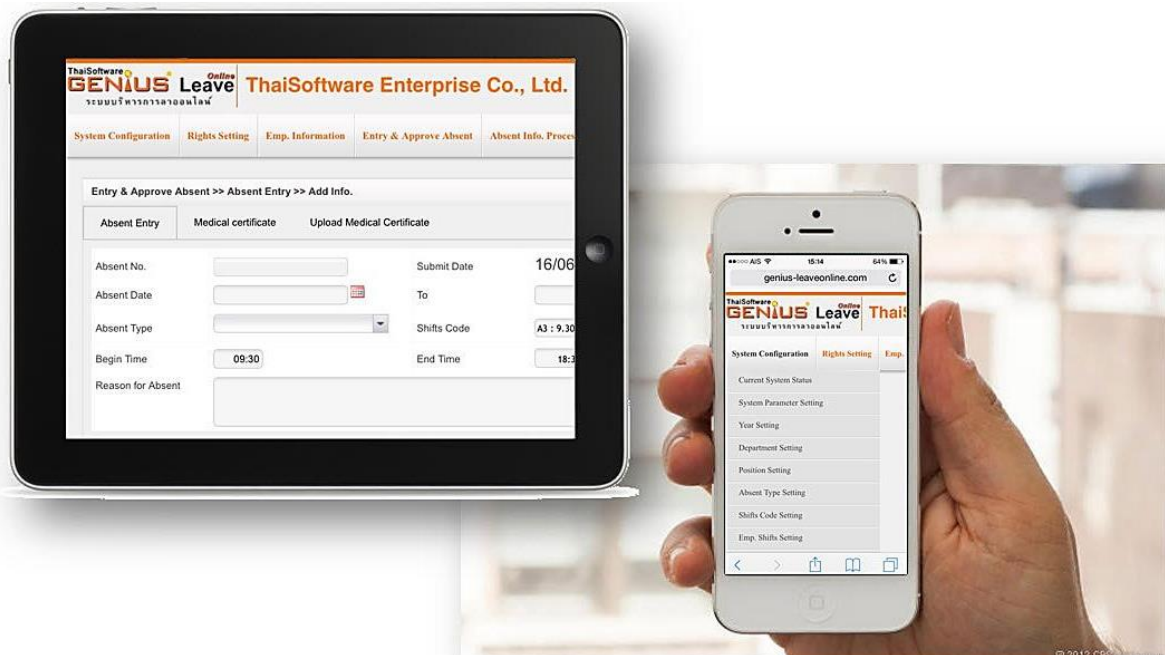 ThaiSoftware
GENiUS Leave Online
ระบบบริหารการลาออนไลน์
ThaiSoftware Enterprise Co., Ltd.
System Configuration Rights Setting Emp. Information Entry & Approve Absent Absent Info. Proces
Entry & Approve Absent >> Absent Entry >> Add Info.
Absent Entry Medical certificate Upload Medical Certificate
Absent No. Submit Date 16/06
Absent Date To
Absent Type Shifts Code A3 : 9.30
Begin Time 09:30 End Time 18:3
Reason for Absent
AIS 15:14 64%
genius-leaveonline.com
ThaiSoftware
GENiUS Leave Online Thai
ระบบบริหารการลาออนไลน์
System Configuration Rights Setting Emp.
Current System Status
System Parameter Setting
Year Setting
Department Setting
Position Setting
Absent Type Setting
Shifts Code Setting
Emp. Shifts Setting